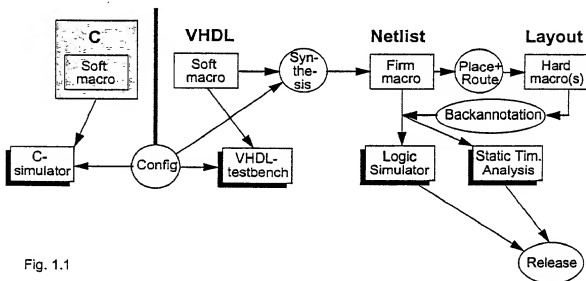 C
VHDL
Netlist
Layout
Soft
macro
Soft
macro
Syn-
the-
sis
Firm
macro
Place+
Route
Hard
macro(s)
Backannotation
C-
simulator
Config
VHDL-
testbench
Logic
Simulator
Static Tim.
Analysis
Release
Fig. 1.1